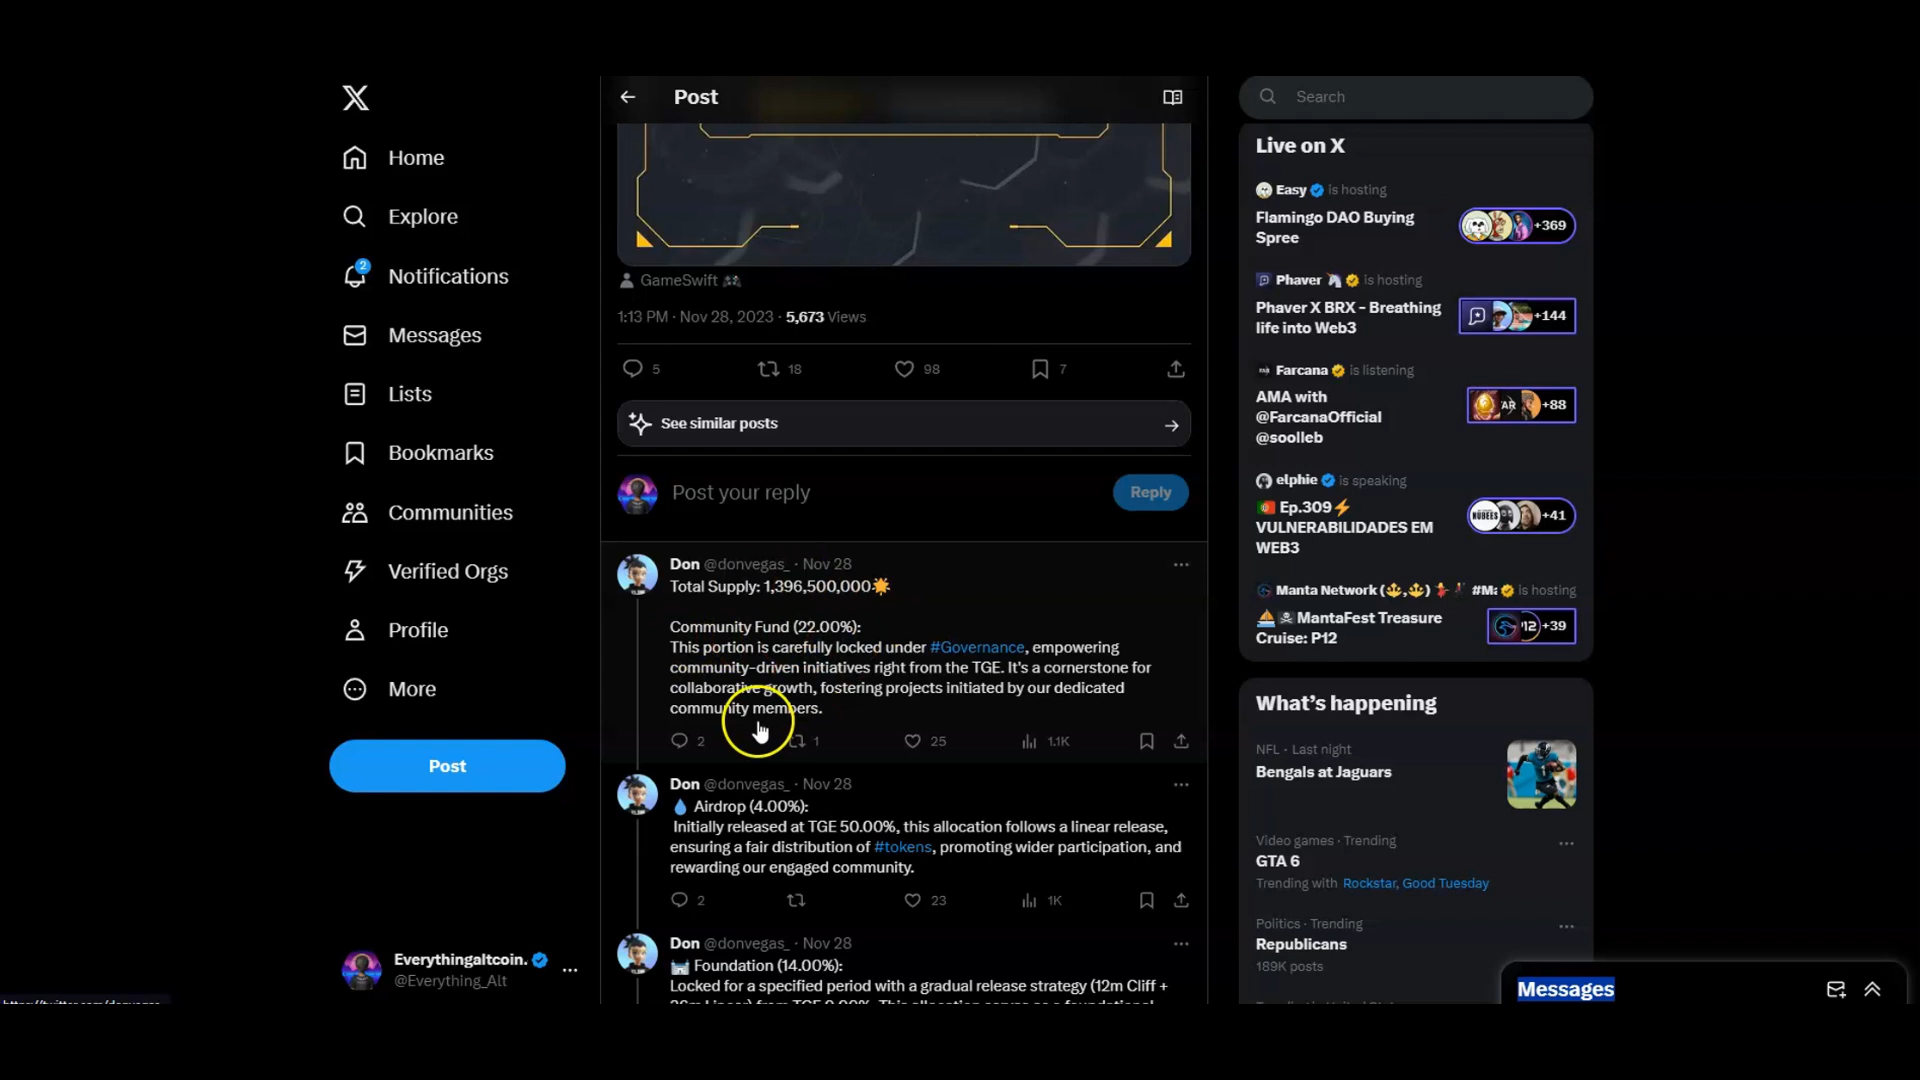 Home
Explore
2
Notifications
Messages
Lists
Bookmarks
Communities
Verified Orgs
Profile
More
Post
Everythingaltcoin.
@Everything_Alt
Post
GameSwift
1:13 PM · Nov 28, 2023 · 5,673 Views
5 18 98 7
See similar posts
Post your reply
Reply
Don @donvegas_ · Nov 28
Total Supply: 1,396,500,000
Community Fund (22.00%):
This portion is carefully locked under #Governance, empowering
community-driven initiatives right from the TGE. It's a cornerstone for
collaborative growth, fostering projects initiated by our dedicated
community members.
2 1 25 1.1K
Don @donvegas_ · Nov 28
Airdrop (4.00%):
Initially released at TGE 50.00%, this allocation follows a linear release,
ensuring a fair distribution of #tokens, promoting wider participation, and
rewarding our engaged community.
2 23 1K
Don @donvegas_ · Nov 28
Foundation (14.00%):
Locked for a specified period with a gradual release strategy (12m Cliff +
Search
Live on X
Easy is hosting
Flamingo DAO Buying
Spree
+369
Phaver is hosting
Phaver X BRX - Breathing
life into Web3
+144
Farcana is listening
AMA with
@FarcanaOfficial
@soolleb
+88
elphie is speaking
Ep.309
VULNERABILIDADES EM
WEB3
+41
Manta Network is hosting
MantaFest Treasure
Cruise: P12
+39
What's happening
NFL · Last night
Bengals at Jaguars
Video games · Trending
GTA 6
Trending with Rockstar, Good Tuesday
Politics · Trending
Republicans
189K posts
Messages